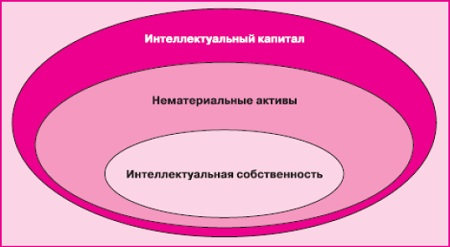 Интеллектуальный капитал
Нематериальные активы
Интеллектуальная собственность